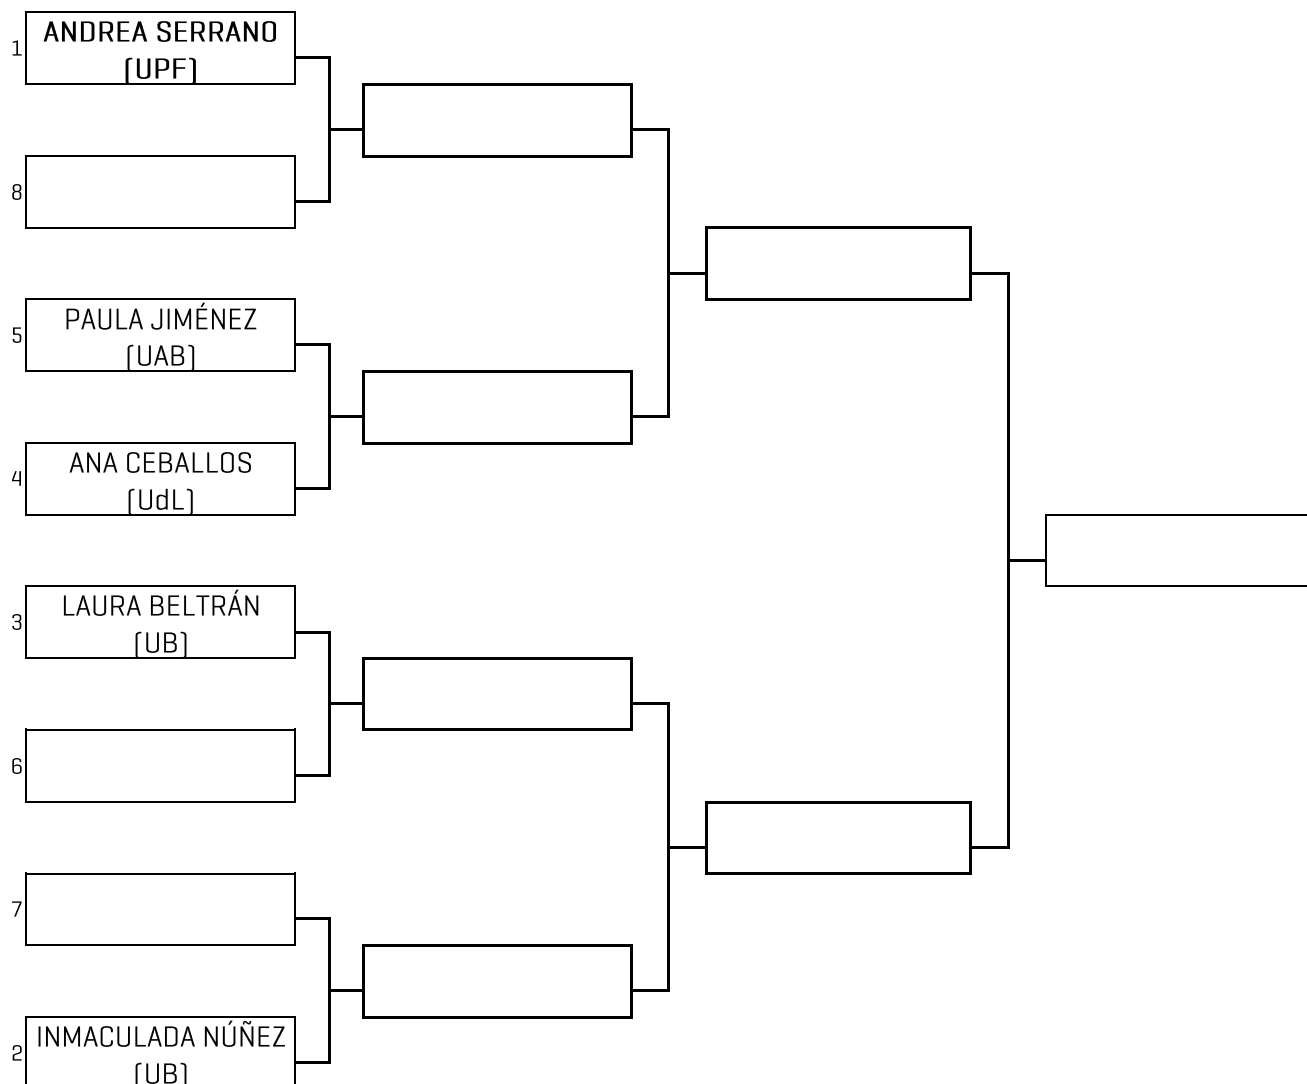 1
ANDREA SERRANO
(UPF)
8
5
PAULA JIMÉNEZ
(UAB)
4
ANA CEBALLOS
(UdL)
3
LAURA BELTRÁN
(UB)
6
7
2
INMACULADA NÚÑEZ
(UB)